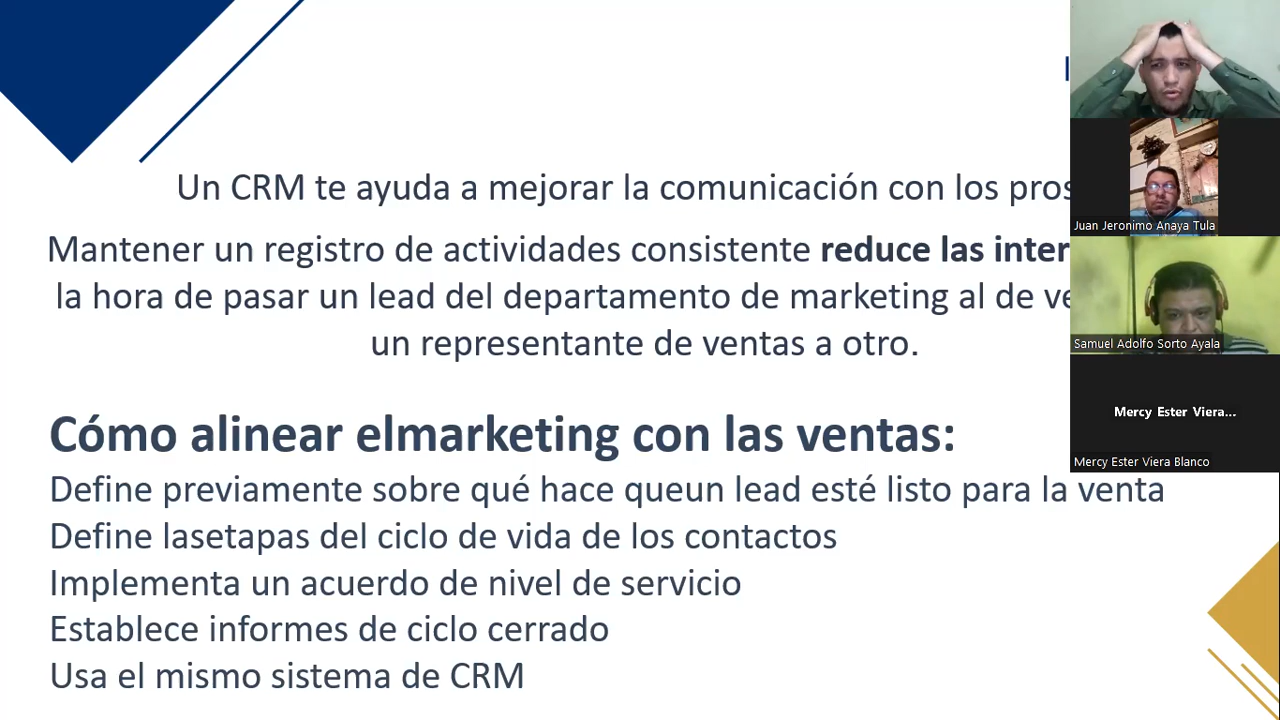 Un CRM te ayuda a mejorar la comunicación con los
Mantener un registro de actividades consistente reduce las
la hora de pasar un lead del departamento de marketing al de
un representante de ventas a otro.
Cómo alinear elmarketing con las ventas:
Define previamente sobre qué hace queun lead esté listo para la venta
Define lasetapas del ciclo de vida de los contactos
Implementa un acuerdo de nivel de servicio
Establece informes de ciclo cerrado
Usa el mismo sistema de CRM
Juan Jeronimo Anaya Tula
Samuel Adolfo Sorto Ayala
Mercy Ester Viera...
Mercy Ester Viera Blanco